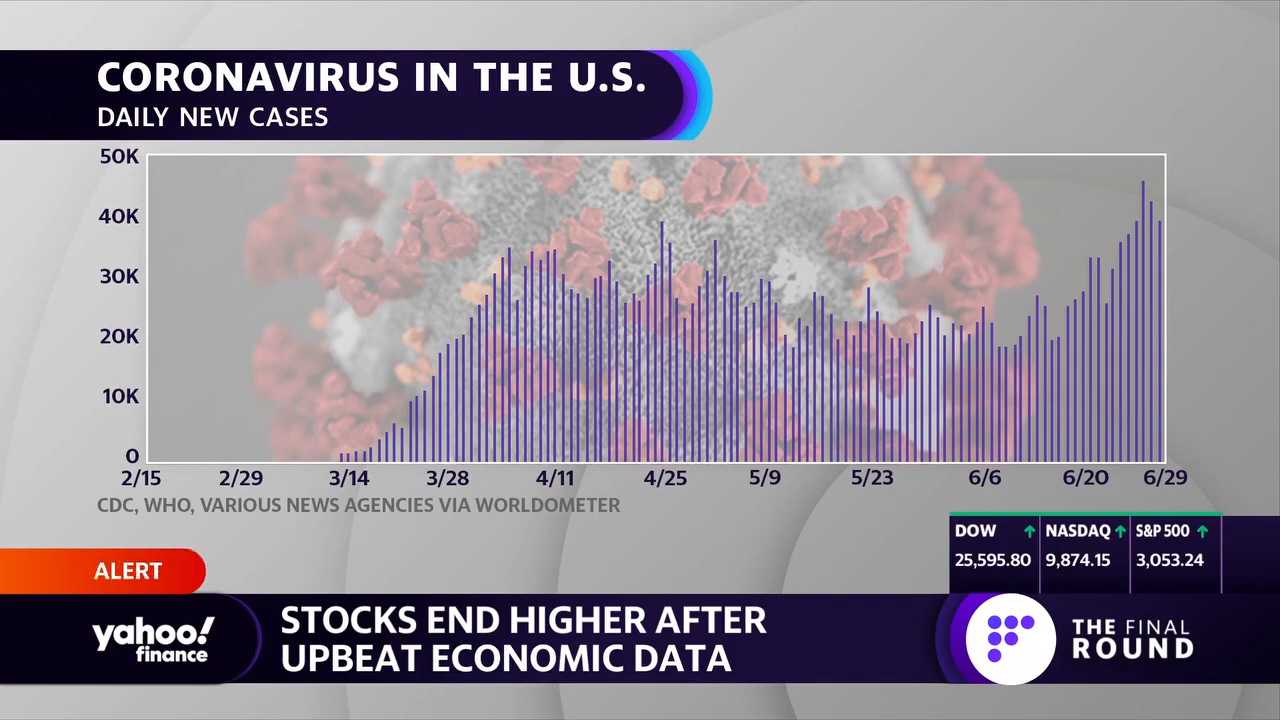 CORONAVIRUS IN THE U.S.
DAILY NEW CASES
50K
40K
30K
20K
10K
0
2/15 2/29 3/14 3/28 4/11 4/25 5/9 5/23 6/6 6/20 6/29
CDC, WHO, VARIOUS NEWS AGENCIES VIA WORLDOMETER
DOW NASDAQ S&P 500
25,595.80 9,874.15 3,053.24
ALERT
yahoo!
finance
STOCKS END HIGHER AFTER
UPBEAT ECONOMIC DATA
THE FINAL
ROUND